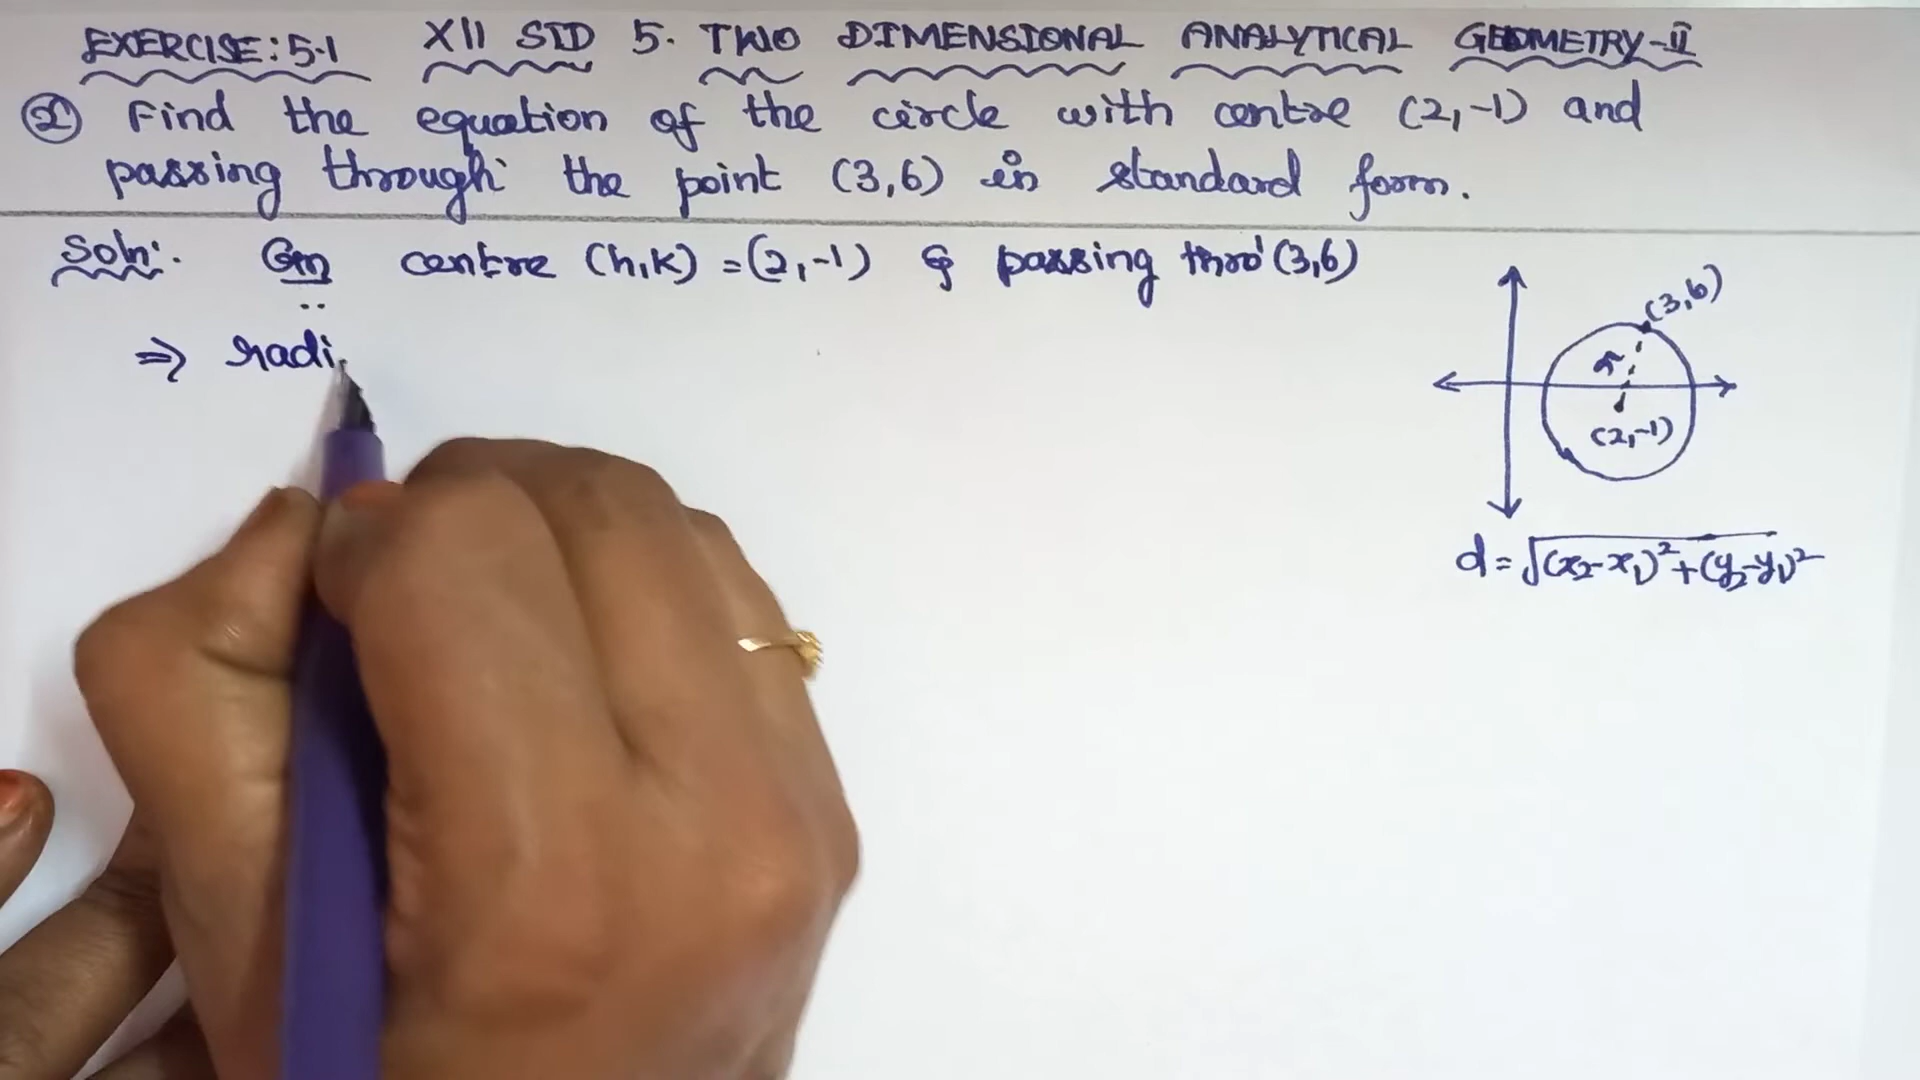 EXERCISE: 5.1 XII STD 5. TWO DIMENSIONAL ANALYTICAL GEOMETRY-II
② Find the equation of the circle with centre (2,-1) and
passing through the point (3,6) in standard form.
Soln: Gn centre (h,k) = (2,-1) & passing thro' (3,6)
⇒ radi
(3,6)
r
(2,-1)
d = √(x₂-x₁)²+(y₂-y₁)²